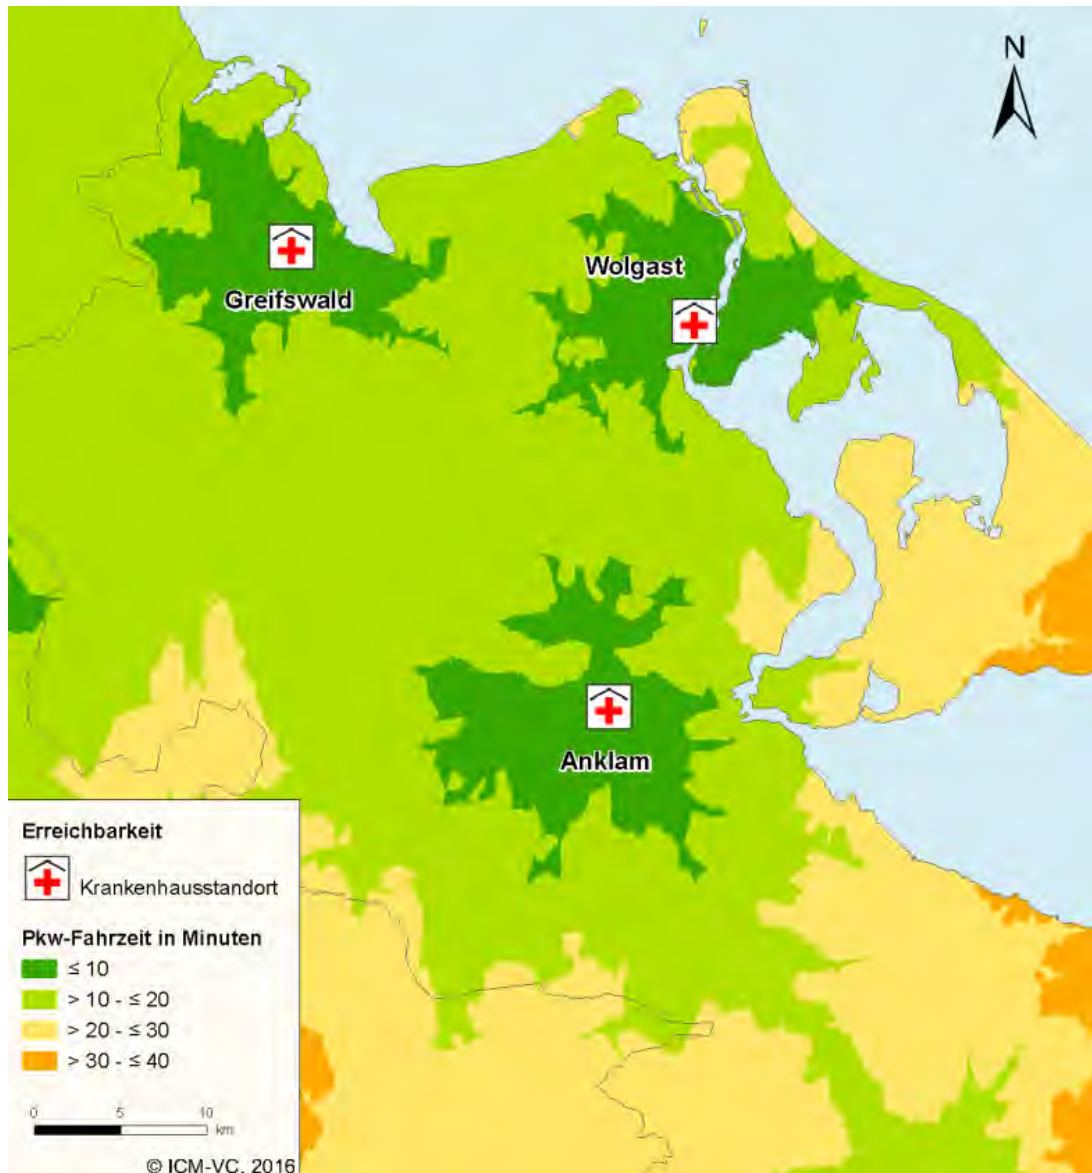 N
Wolgast
Greifswald
Anklam
Erreichbarkeit
Krankenhausstandort
Pkw-Fahrzeit in Minuten
≤ 10
> 10 - ≤ 20
> 20 - ≤ 30
> 30 - ≤ 40
0 5 10
km
© ICM-VC, 2016